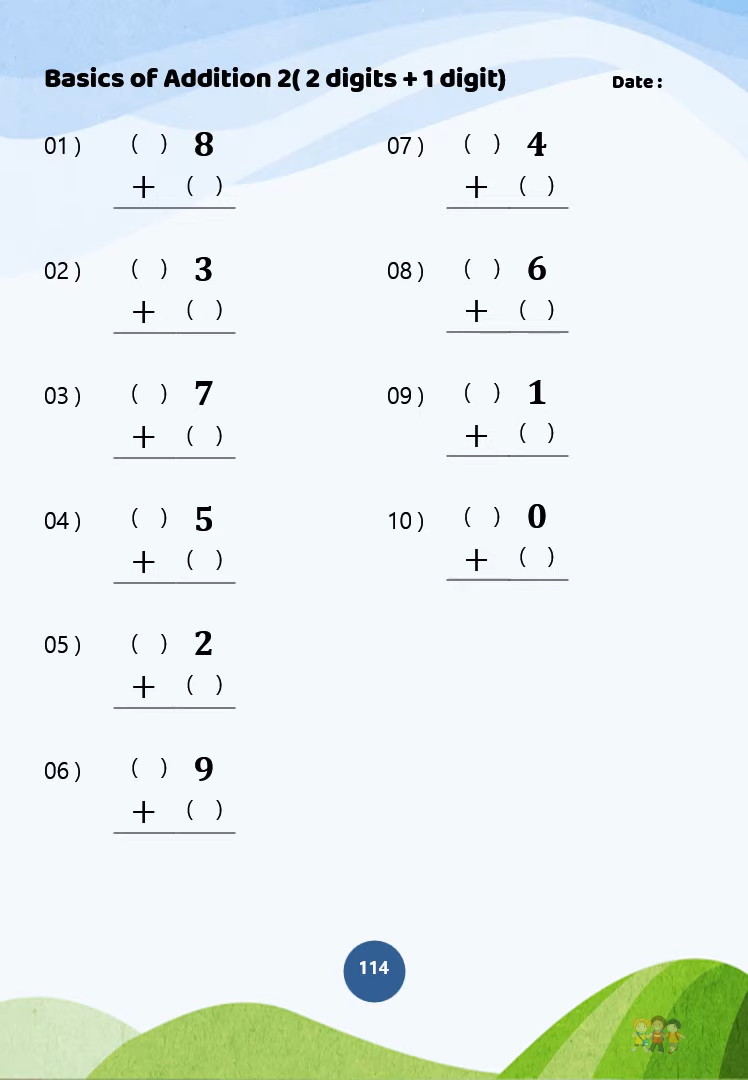 Basics of Addition 2( 2 digits + 1 digit)
Date :
01 ) ( ) 8
+ ( )
02 ) ( ) 3
+ ( )
03 ) ( ) 7
+ ( )
04 ) ( ) 5
+ ( )
05 ) ( ) 2
+ ( )
06 ) ( ) 9
+ ( )
07 ) ( ) 4
+ ( )
08 ) ( ) 6
+ ( )
09 ) ( ) 1
+ ( )
10 ) ( ) 0
+ ( )
114